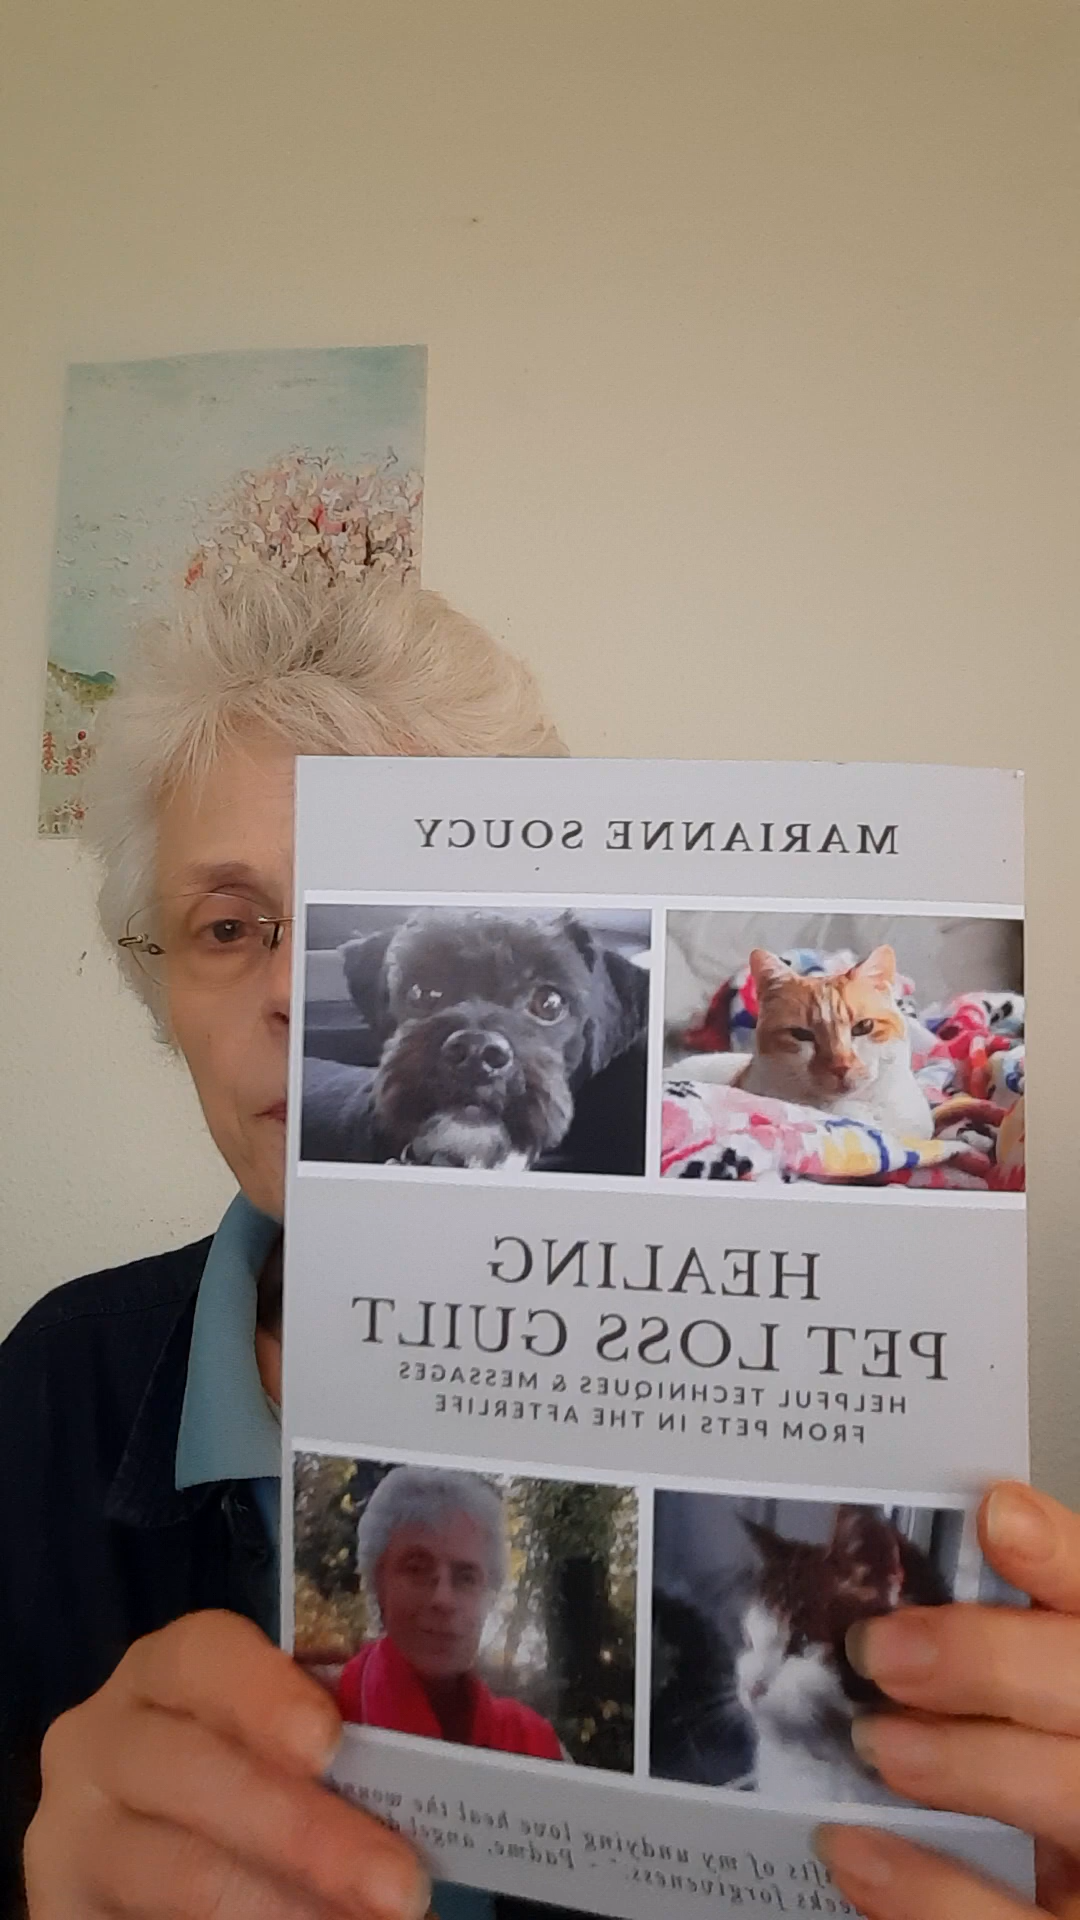 MARIANNE SOUCY
HEALING
PET LOSS GUILT
HELPFUL TECHNIQUES & MESSAGES
FROM PETS IN THE AFTERLIFE
of my undying love heal the
forgiveness." - Padme, angel